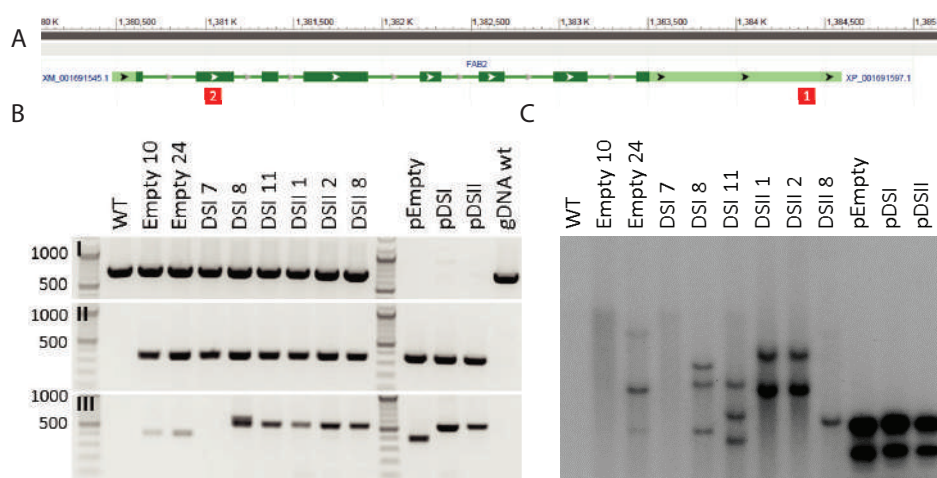 A
80 K 1,380,500 1,381 K 1,381,500 1,382 K 1,382,500 1,383 K 1,383,500 1,384 K 1,384,500 1,385
FAB2
XM_001691545.1 XP_001691597.1
2 1
B
WT Empty 10 Empty 24 DSI 7 DSI 8 DSI 11 DSII 1 DSII 2 DSII 8 pEmpty pDSI pDSII gDNA wt
I
1000
500
II
1000
500
III
1000
500
C
WT Empty 10 Empty 24 DSI 7 DSI 8 DSI 11 DSII 1 DSII 2 DSII 8 pEmpty pDSI pDSII